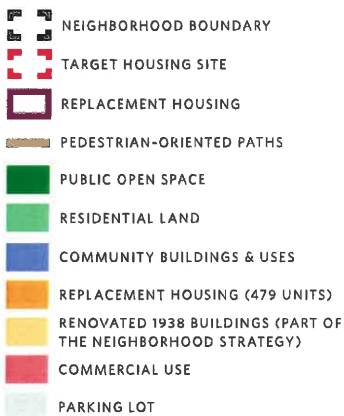 NEIGHBORHOOD BOUNDARY
TARGET HOUSING SITE
REPLACEMENT HOUSING
PEDESTRIAN-ORIENTED PATHS
PUBLIC OPEN SPACE
RESIDENTIAL LAND
COMMUNITY BUILDINGS & USES
REPLACEMENT HOUSING (479 UNITS)
RENOVATED 1938 BUILDINGS (PART OF
THE NEIGHBORHOOD STRATEGY)
COMMERCIAL USE
PARKING LOT